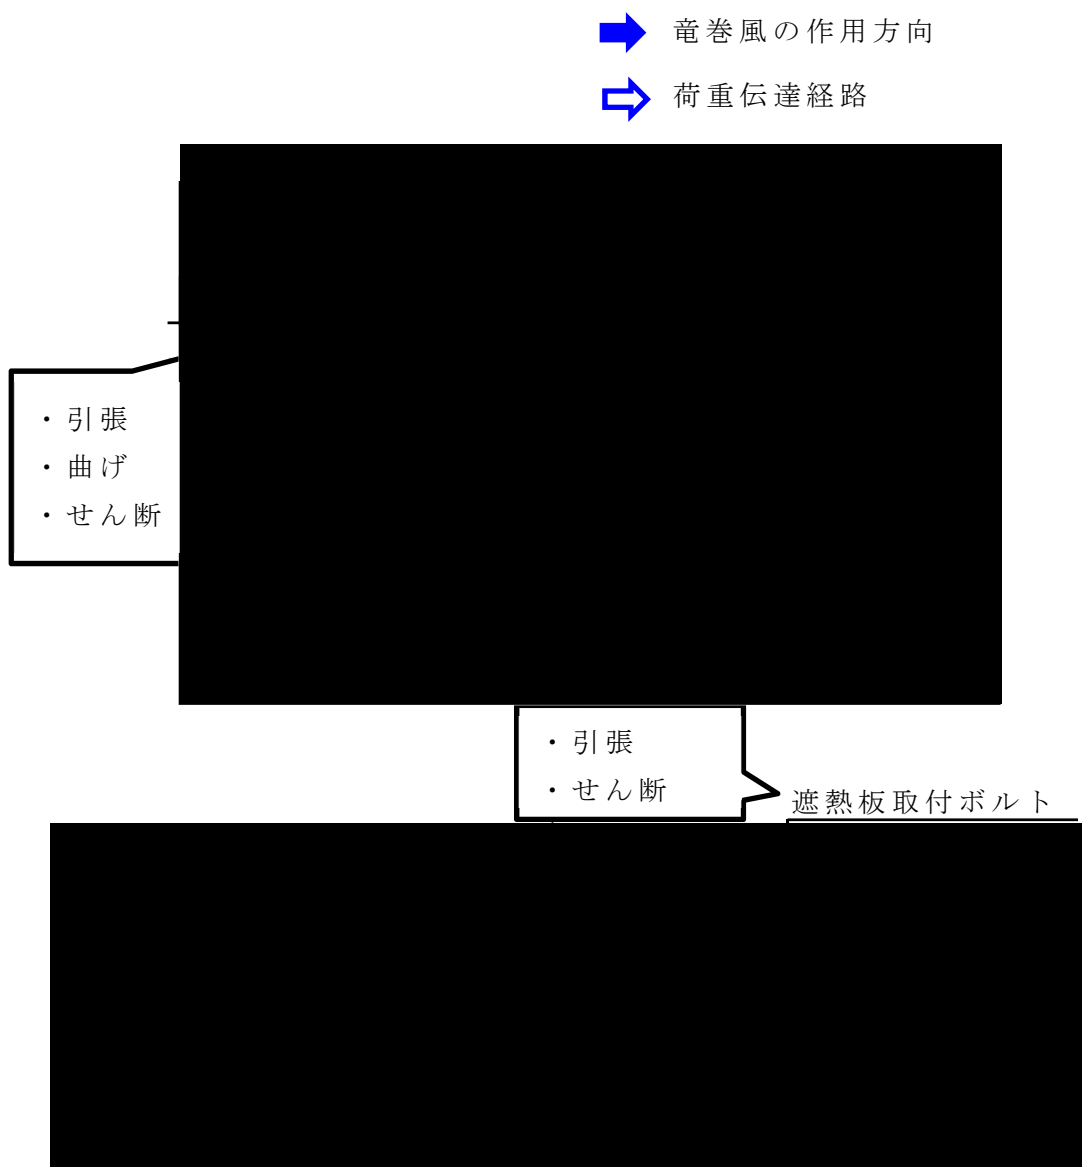 竜巻風の作用方向
荷重伝達経路
・引張
・曲げ
・せん断
・引張
・せん断
遮熱板取付ボルト